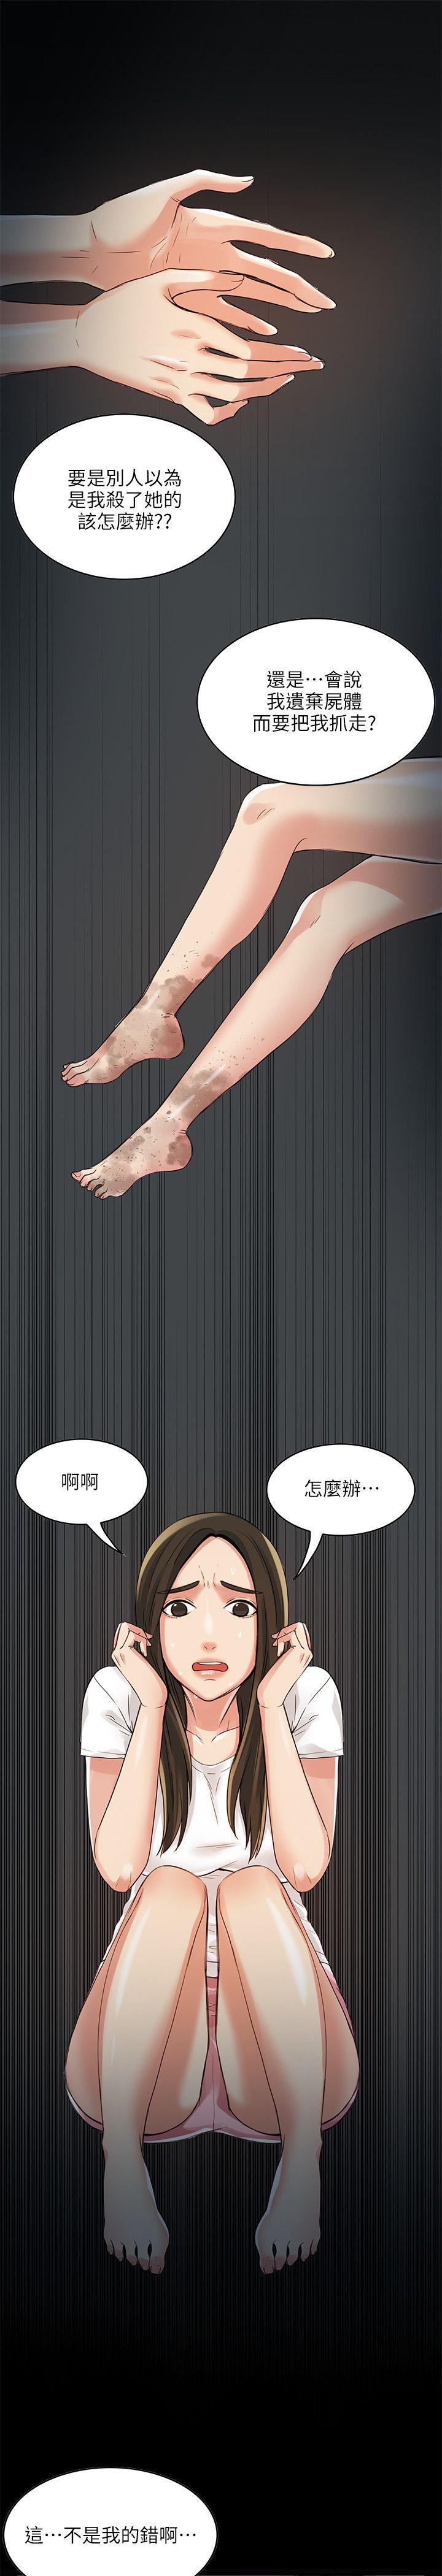 要是別人以為
是我殺了她的
該怎麼辦??
還是…會說
我遺棄屍體
而要把我抓走?
啊啊
怎麼辦…
這…不是我的錯啊…